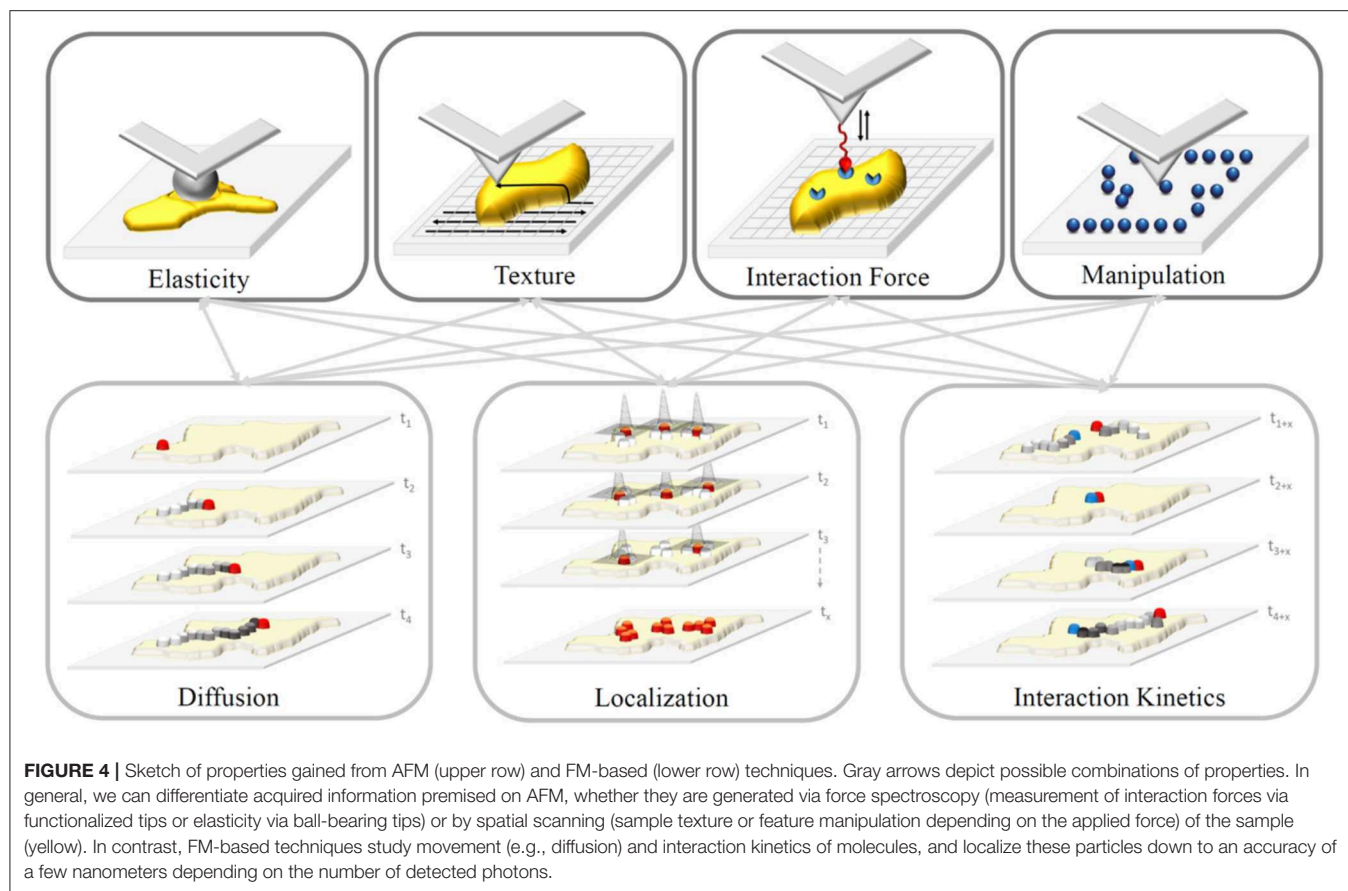 Elasticity
Texture
Interaction Force
Manipulation
t1
t2
t3
t4
Diffusion
t1
t2
t3
tx
Localization
t1+x
t2+x
t3+x
t4+x
Interaction Kinetics
FIGURE 4 | Sketch of properties gained from AFM (upper row) and FM-based (lower row) techniques. Gray arrows depict possible combinations of properties. In
general, we can differentiate acquired information premised on AFM, whether they are generated via force spectroscopy (measurement of interaction forces via
functionalized tips or elasticity via ball-bearing tips) or by spatial scanning (sample texture or feature manipulation depending on the applied force) of the sample
(yellow). In contrast, FM-based techniques study movement (e.g., diffusion) and interaction kinetics of molecules, and localize these particles down to an accuracy of
a few nanometers depending on the number of detected photons.